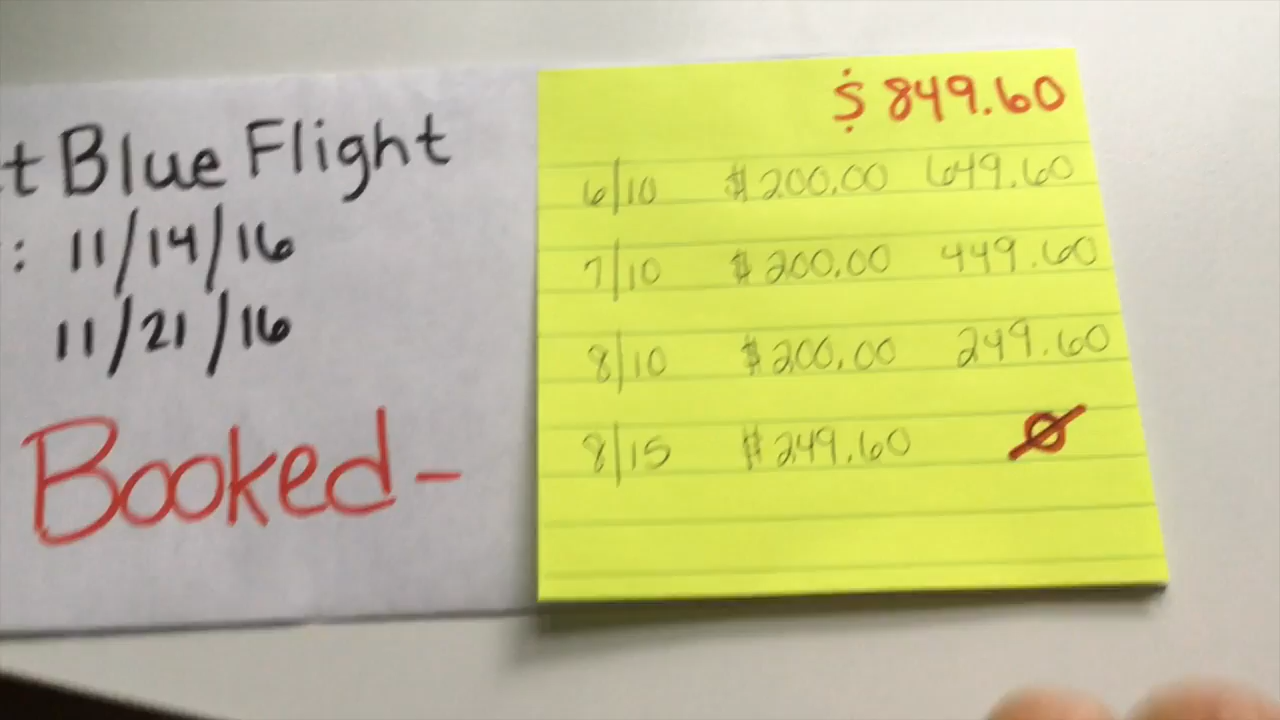 t Blue Flight
: 11/14/16
11/21/16
Booked-
$849.60
6/10 $200.00 649.60
7/10 $200.00 449.60
8/10 $200.00 249.60
8/15 $249.60 Ø